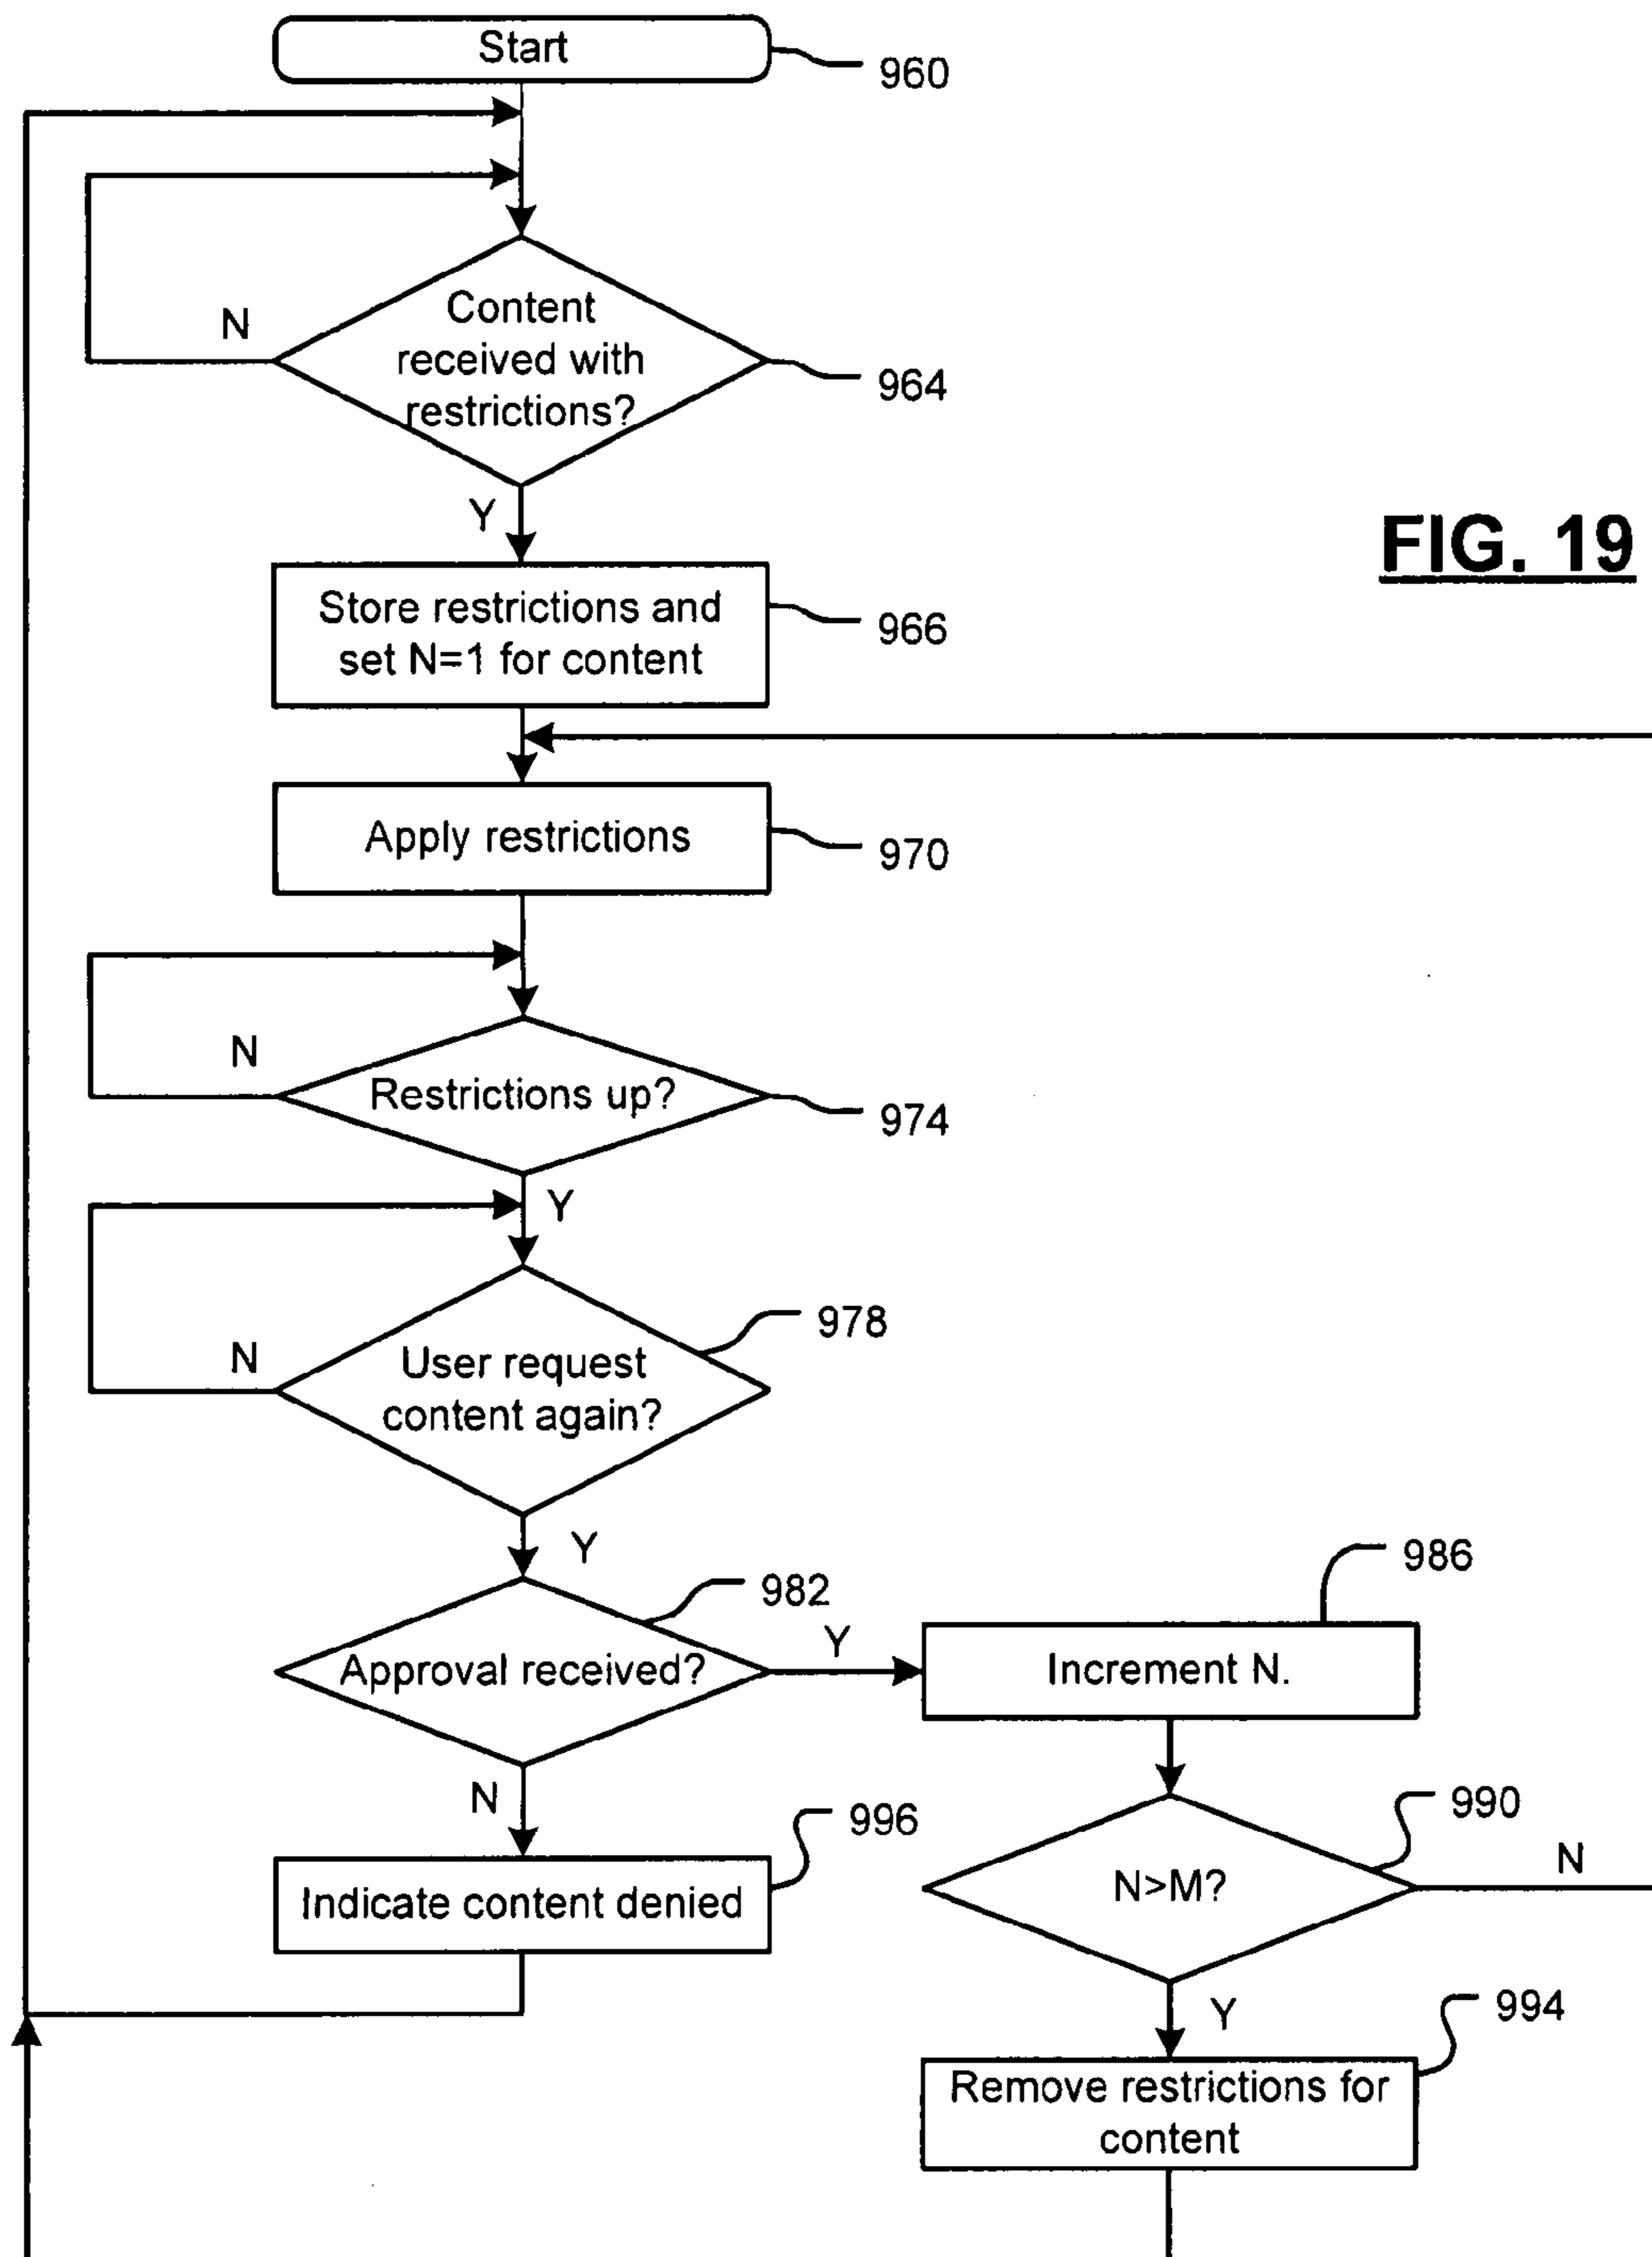 Start
960
N
Content
received with
restrictions?
964
Y
FIG. 19
Store restrictions and
set N=1 for content
966
Apply restrictions
970
N
Restrictions up?
974
Y
978
N
User request
content again?
Y
986
982
Y
Approval received?
Increment N.
N
996
990
N
N>M?
Indicate content denied
Y
994
Remove restrictions for
content